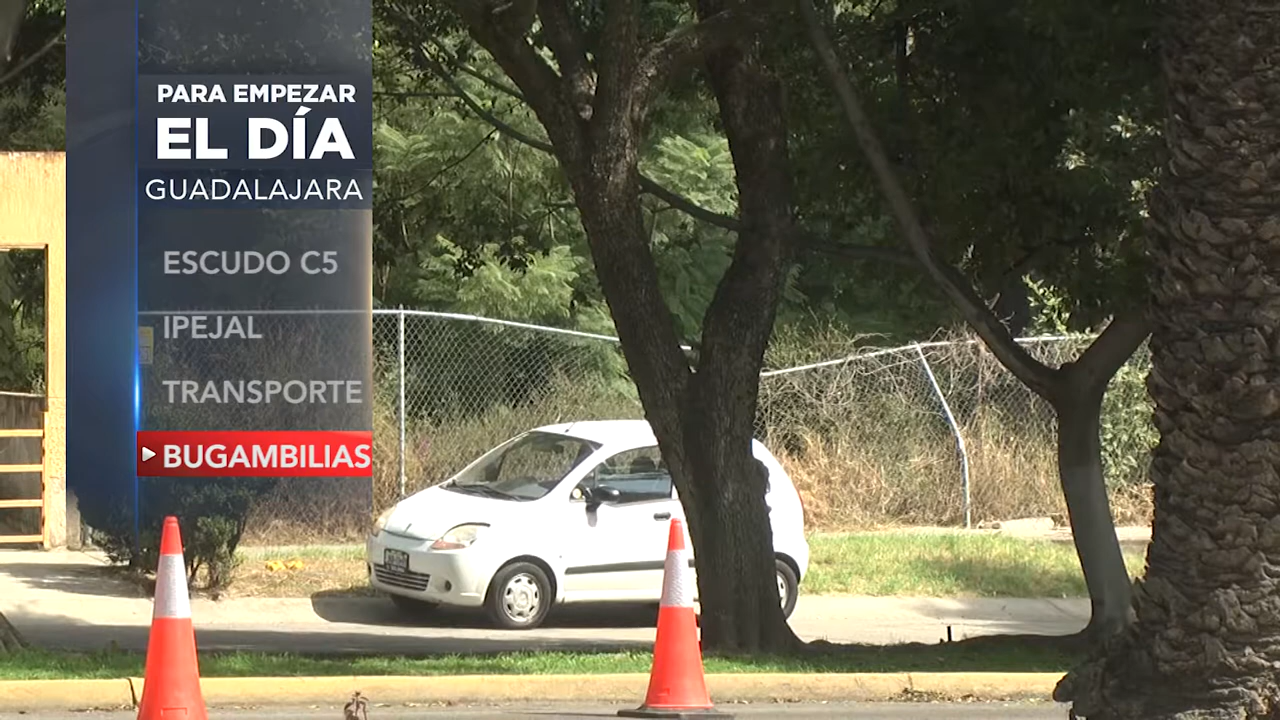 PARA EMPEZAR
EL DÍA
GUADALAJARA
ESCUDO C5
IPEJAL
TRANSPORTE
BUGAMBILIAS